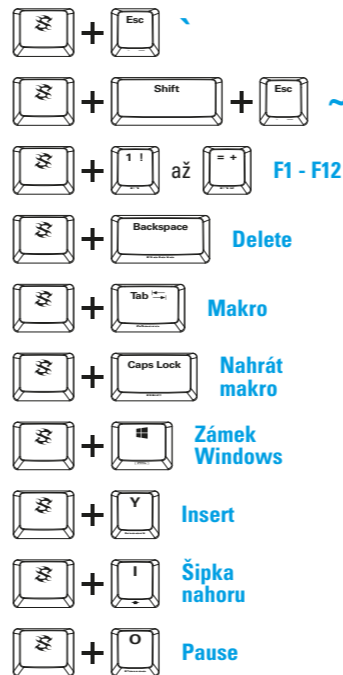 + Esc `
+ Shift + Esc ~
+ 1 ! až = + F1 - F12
+ Backspace Delete
+ Tab Makro
+ Caps Lock Nahrát
makro
+ Zámek
Windows
+ Y Insert
+ I Šipka
nahoru
+ O Pause